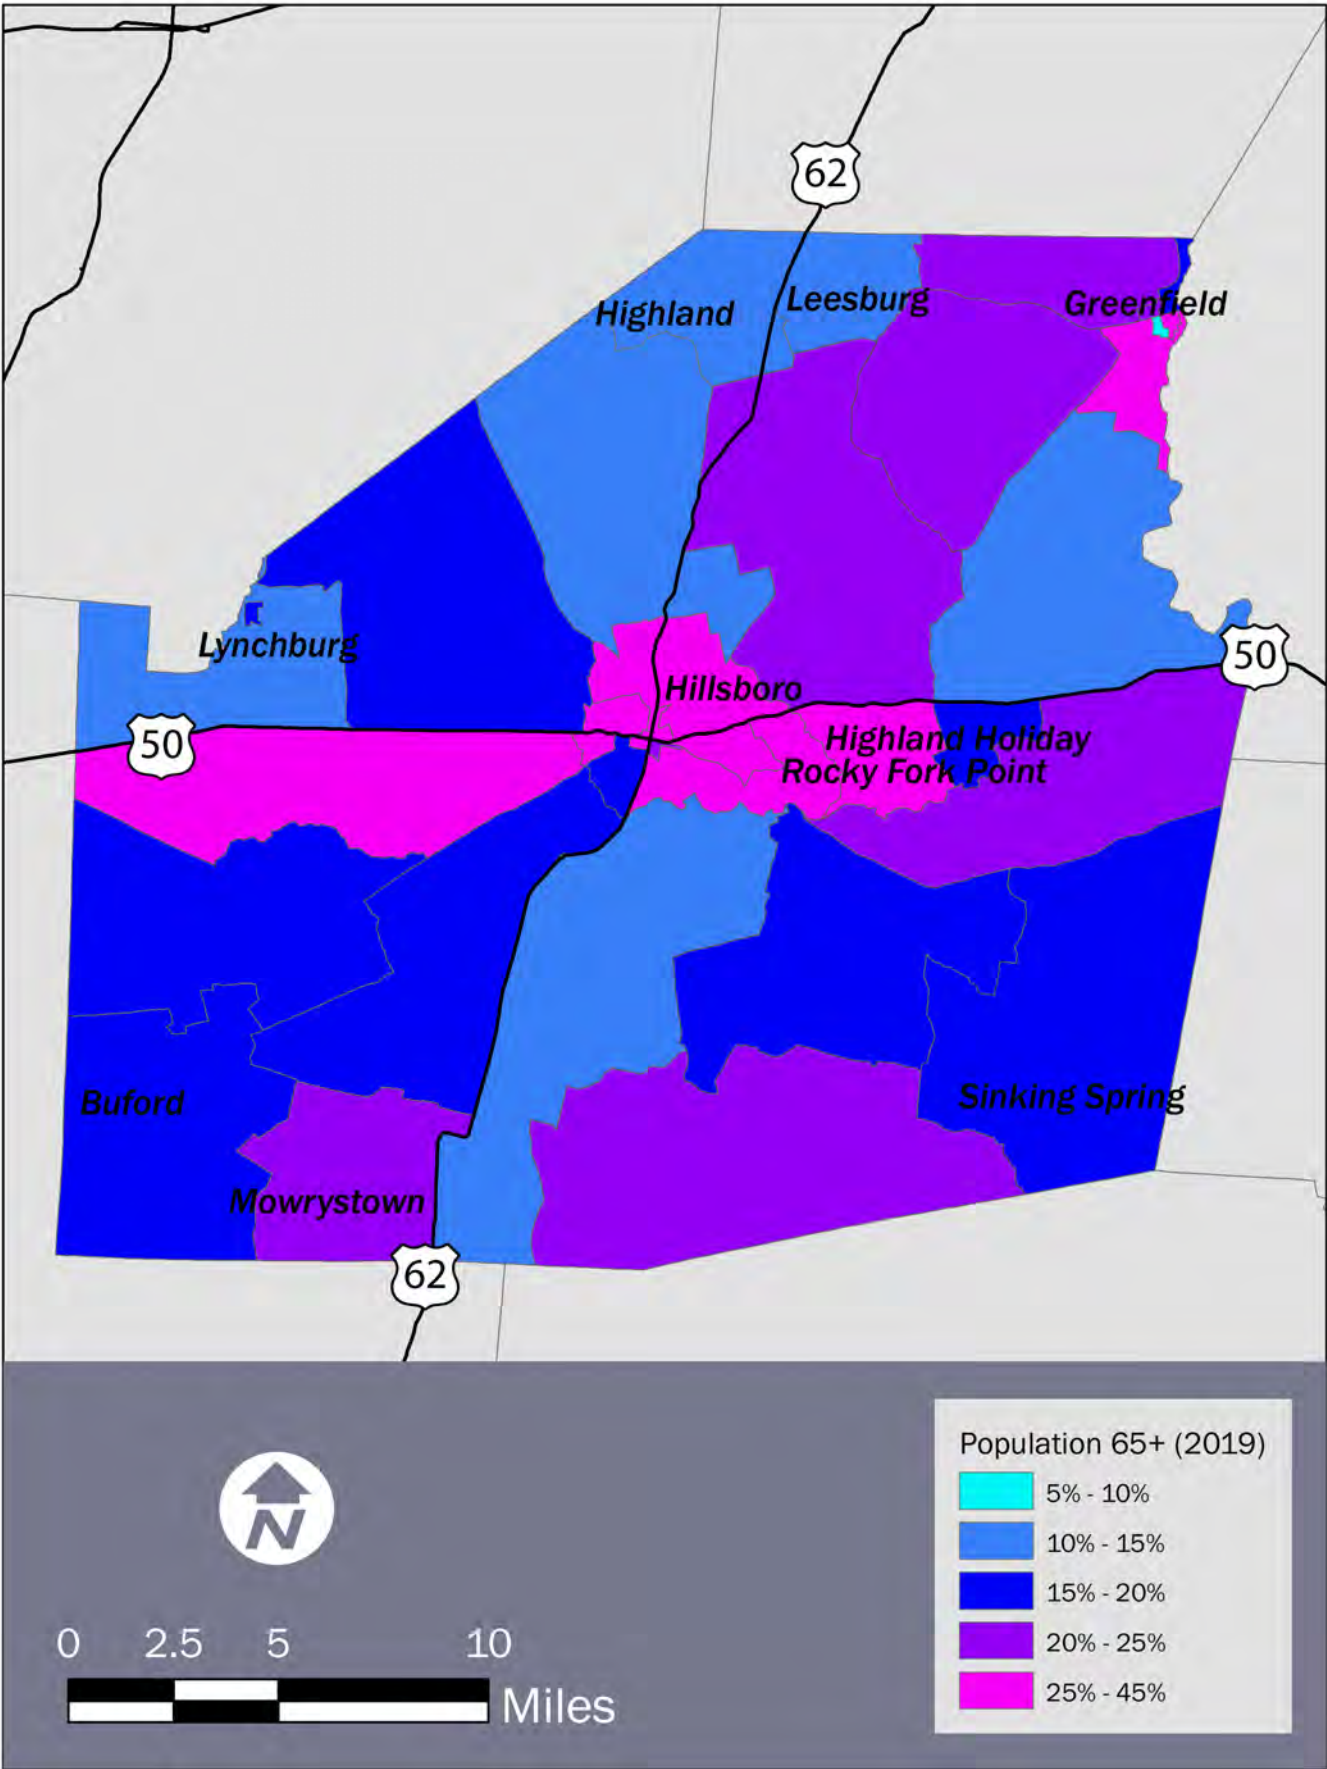 62
Highland
Leesburg
Greenfield
Lynchburg
50
Hillsboro
50
Highland Holiday
Rocky Fork Point
Buford
Sinking Spring
Mowrystown
62
Population 65+ (2019)
5% - 10%
10% - 15%
15% - 20%
20% - 25%
25% - 45%
N
0 2.5 5 10
Miles